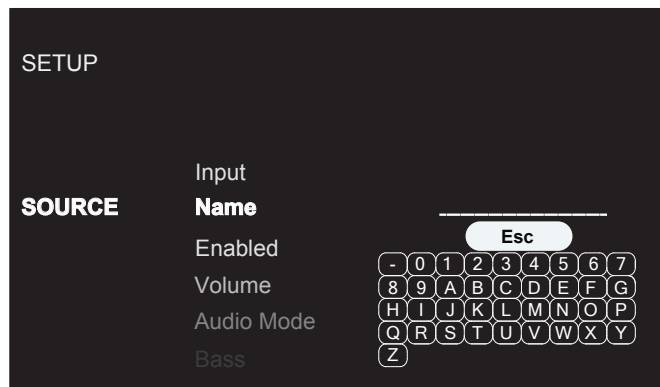 SETUP
Input
SOURCE Name ____________
Esc
Enabled
- 0 1 2 3 4 5 6 7
Volume
8 9 A B C D E F G
H I J K L M N O P
Audio Mode
Q R S T U V W X Y
Bass
Z